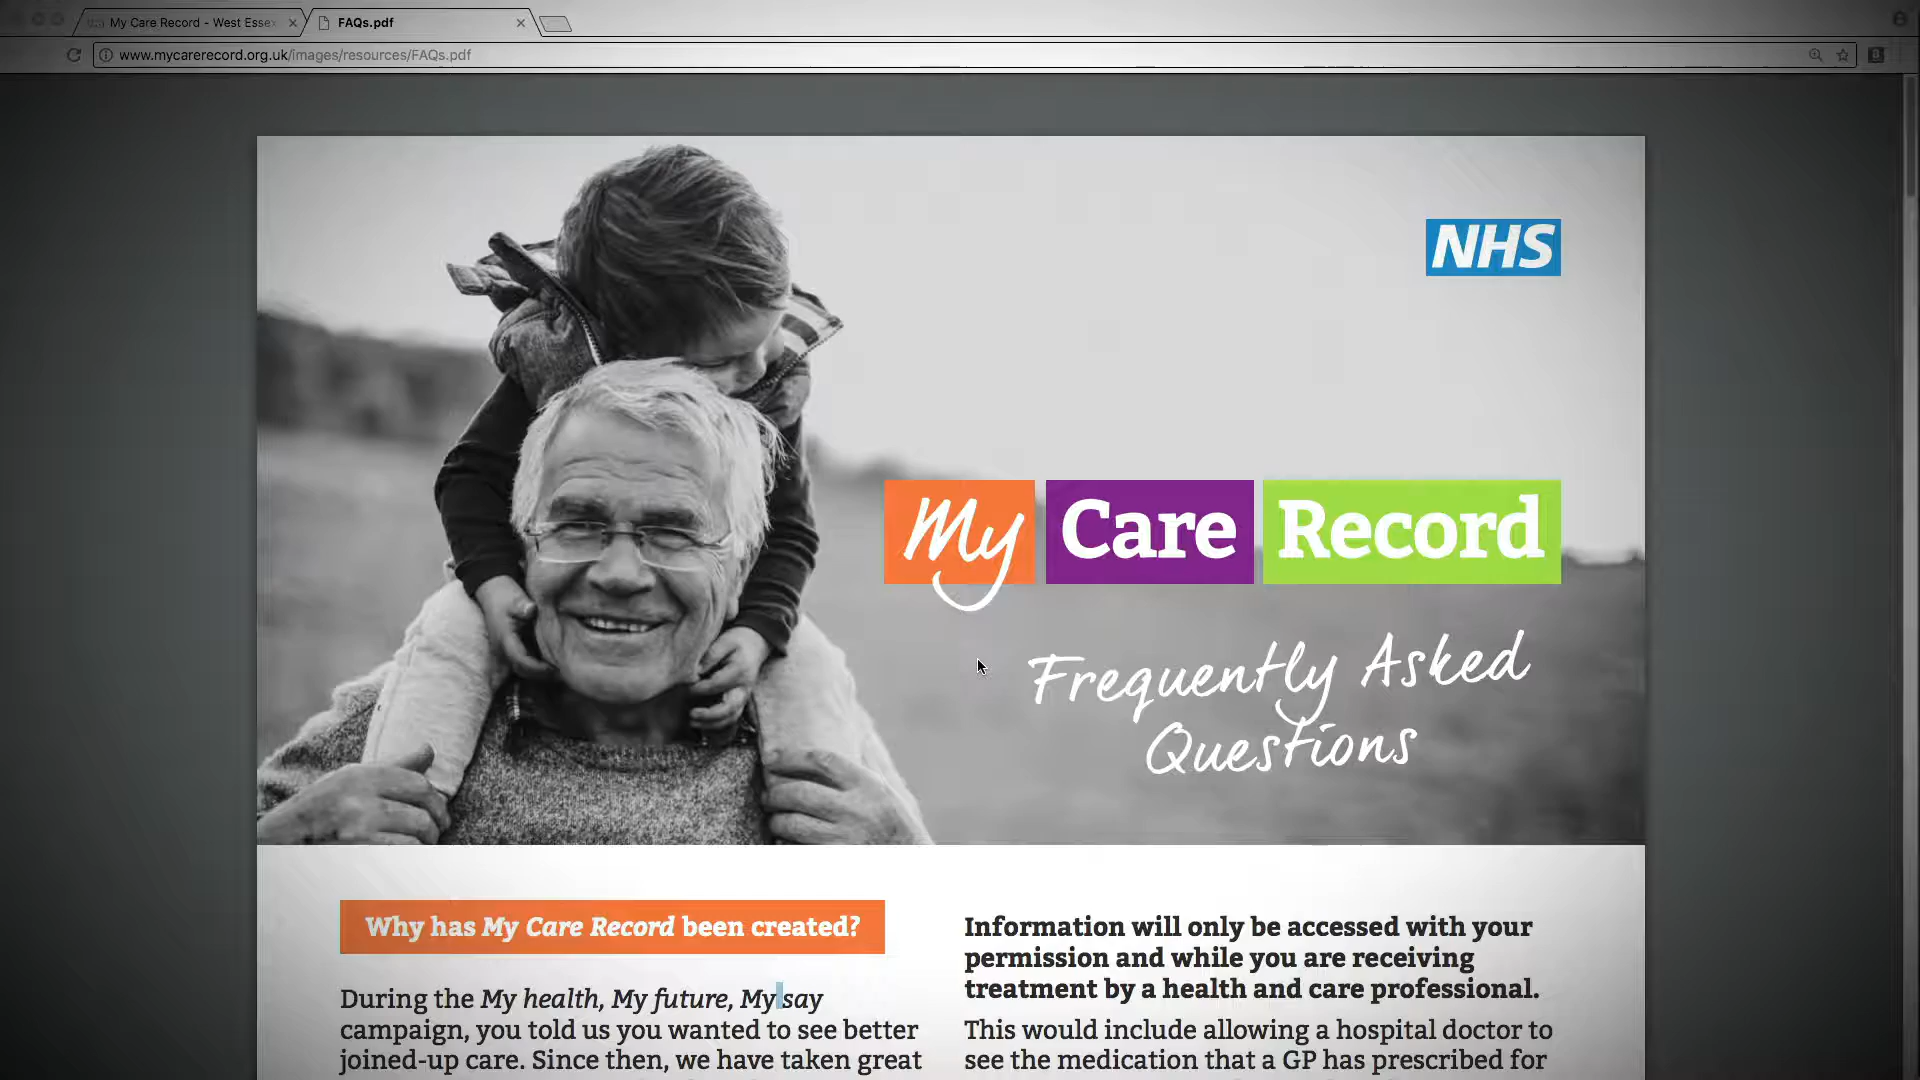 My Care Record - West Essex
FAQs.pdf
www.mycarerecord.org.uk/images/resources/FAQs.pdf
NHS
My Care Record
Frequently Asked
Questions
Why has My Care Record been created?
During the My health, My future, My say
campaign, you told us you wanted to see better
joined-up care. Since then, we have taken great
Information will only be accessed with your
permission and while you are receiving
treatment by a health and care professional.
This would include allowing a hospital doctor to
see the medication that a GP has prescribed for